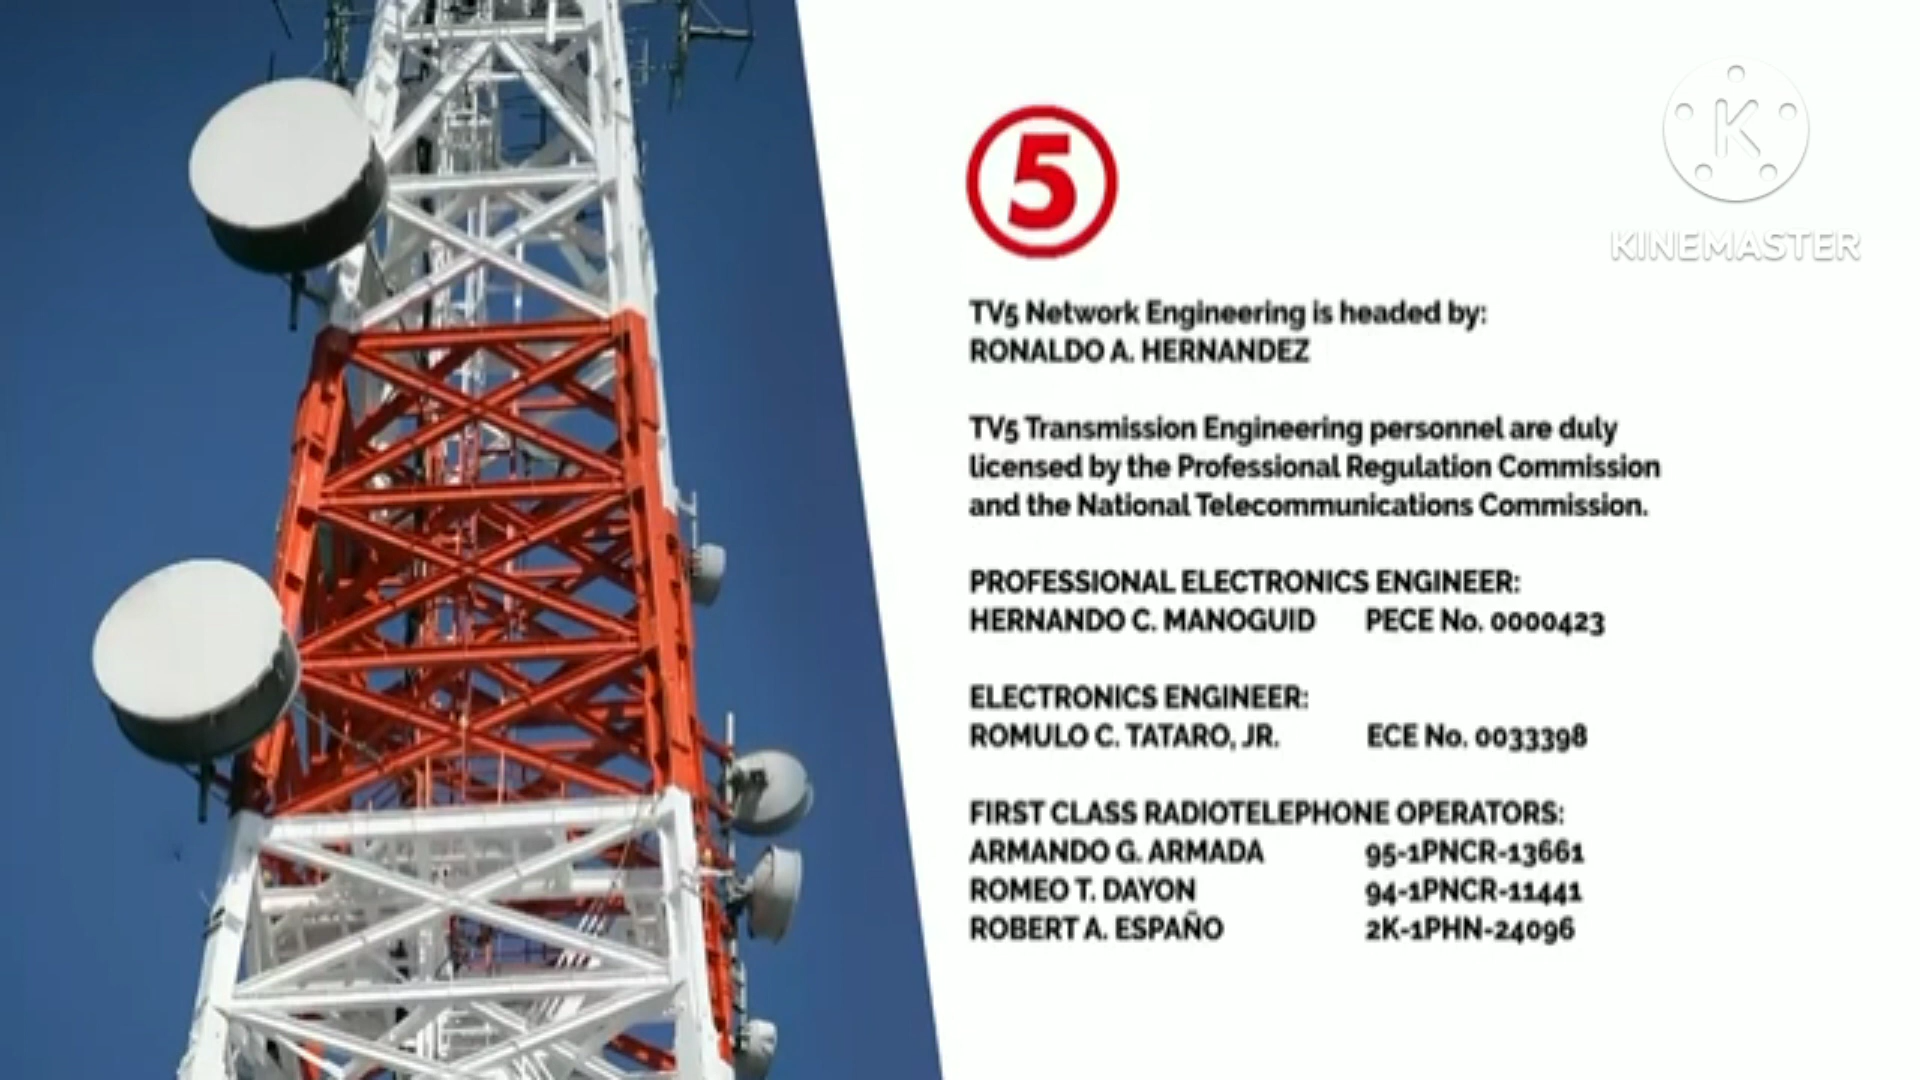 5
K
KINEMASTER
TV5 Network Engineering is headed by:
RONALDO A. HERNANDEZ
TV5 Transmission Engineering personnel are duly
licensed by the Professional Regulation Commission
and the National Telecommunications Commission.
PROFESSIONAL ELECTRONICS ENGINEER:
HERNANDO C. MANOGUID PECE No. 0000423
ELECTRONICS ENGINEER:
ROMULO C. TATARO, JR. ECE No. 0033398
FIRST CLASS RADIOTELEPHONE OPERATORS:
ARMANDO G. ARMADA 95-1PNCR-13661
ROMEO T. DAYON 94-1PNCR-11441
ROBERT A. ESPAÑO 2K-1PHN-24096